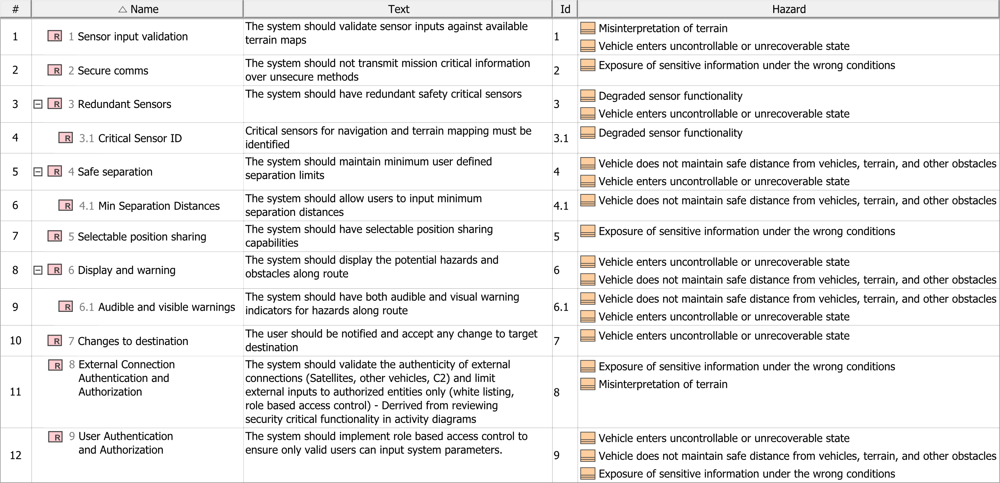 # Name Text Id Hazard
1 1 Sensor input validation The system should validate sensor inputs against available 1 Misinterpretation of terrain
terrain maps Vehicle enters uncontrollable or unrecoverable state
2 2 Secure comms The system should not transmit mission critical information 2 Exposure of sensitive information under the wrong conditions
over unsecure methods
3 3 Redundant Sensors The system should have redundant safety critical sensors 3 Degraded sensor functionality
Vehicle enters uncontrollable or unrecoverable state
4 3.1 Critical Sensor ID Critical sensors for navigation and terrain mapping must be 3.1 Degraded sensor functionality
identified
5 4 Safe separation The system should maintain minimum user defined 4 Vehicle does not maintain safe distance from vehicles, terrain, and other obstacles
separation limits Vehicle enters uncontrollable or unrecoverable state
6 4.1 Min Separation Distances The system should allow users to input minimum 4.1 Vehicle does not maintain safe distance from vehicles, terrain, and other obstacles
separation distances
7 5 Selectable position sharing The system should have selectable position sharing 5 Exposure of sensitive information under the wrong conditions
capabilities
8 6 Display and warning The system should display the potential hazards and 6 Vehicle enters uncontrollable or unrecoverable state
obstacles along route Vehicle does not maintain safe distance from vehicles, terrain, and other obstacles
9 6.1 Audible and visible warnings The system should have both audible and visual warning 6.1 Vehicle does not maintain safe distance from vehicles, terrain, and other obstacles
indicators for hazards along route Vehicle enters uncontrollable or unrecoverable state
10 7 Changes to destination The user should be notified and accept any change to target 7 Vehicle enters uncontrollable or unrecoverable state
destination
11 8 External Connection The system should validate the authenticity of external 8 Exposure of sensitive information under the wrong conditions
Authentication and connections (Satellites, other vehicles, C2) and limit Misinterpretation of terrain
Authorization external inputs to authorized entities only (white listing,
role based access control) - Derrived from reviewing
security critical functionality in activity diagrams
12 9 User Authentication The system should implement role based access control to 9 Vehicle enters uncontrollable or unrecoverable state
and Authorization ensure only valid users can input system parameters. Vehicle does not maintain safe distance from vehicles, terrain, and other obstacles
Exposure of sensitive information under the wrong conditions